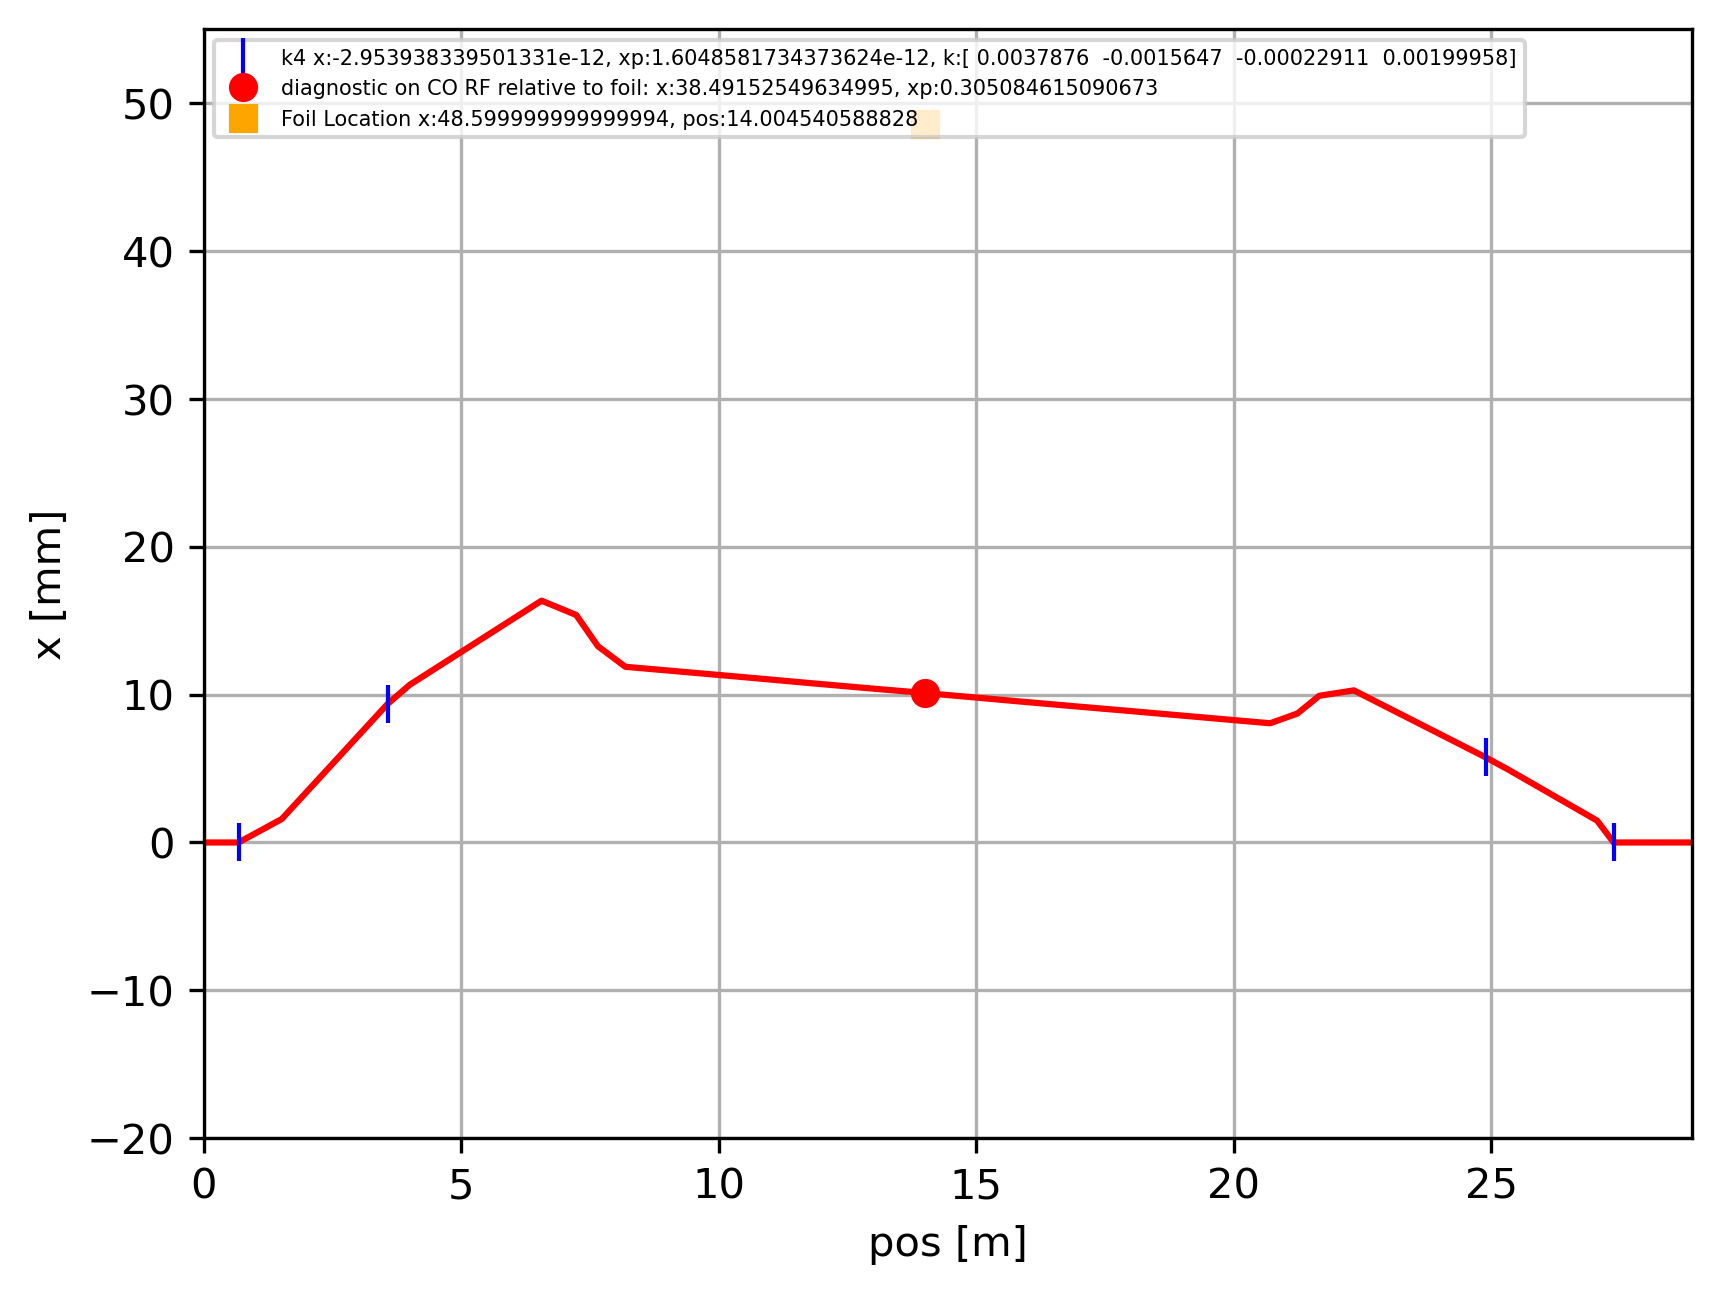 k4 x:-2.953938339501331e-12, xp:1.6048581734373624e-12, k:[ 0.0037876 -0.0015647 -0.00022911 0.00199958]
diagnostic on CO RF relative to foil: x:38.49152549634995, xp:0.305084615090673
Foil Location x:48.599999999999994, pos:14.004540588828
50
40
30
20
10
0
−10
−20
x [mm]
0 5 10 15 20 25
pos [m]